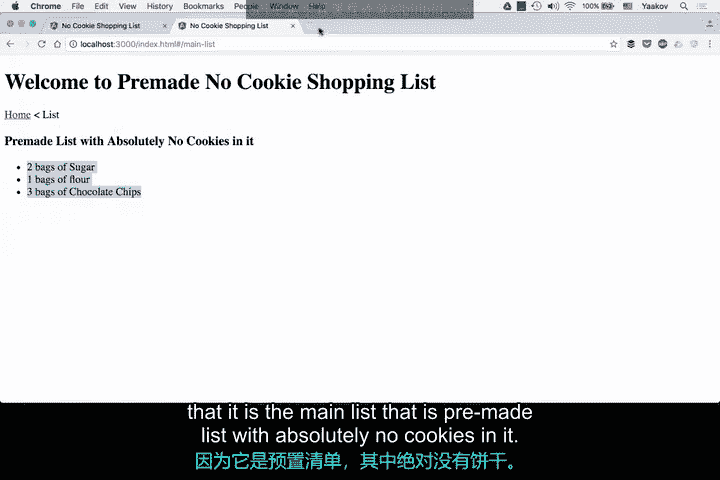 Chrome File Edit View History Bookmarks People Window Help 100% Yaakov
No Cookie Shopping List × No Cookie Shopping List ×
localhost:3000/index.html#/main-list
Welcome to Premade No Cookie Shopping List
Home < List
Premade List with Absolutely No Cookies in it
2 bags of Sugar
1 bags of flour
3 bags of Chocolate Chips
that it is the main list that is pre-made
list with absolutely no cookies in it.
因为它是预置清单，其中绝对没有饼干。